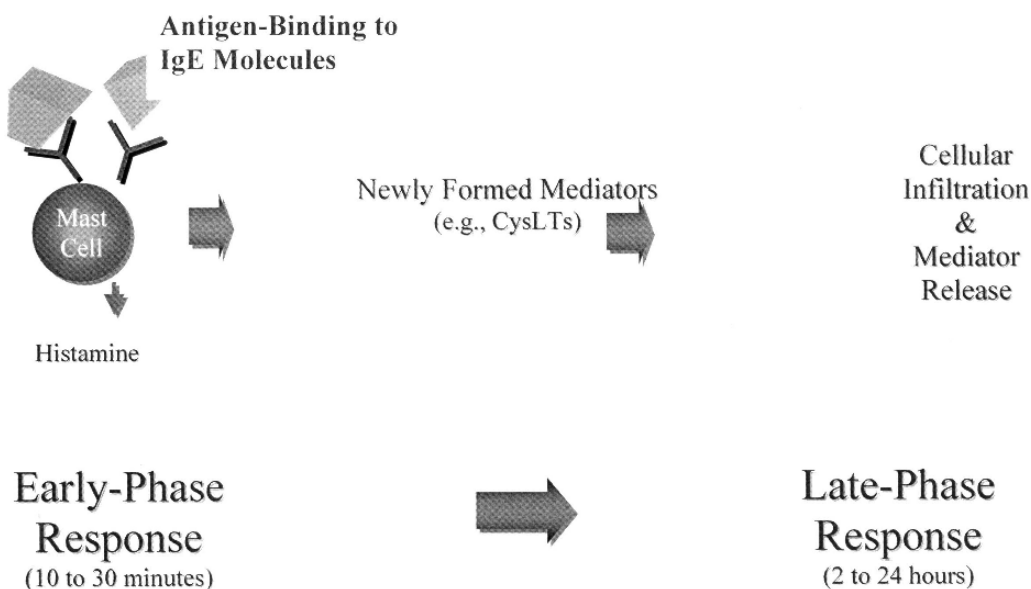 Antigen-Binding to
IgE Molecules
Mast
Cell
Histamine
Newly Formed Mediators
(e.g., CysLTs)
Cellular
Infiltration
&
Mediator
Release
Early-Phase
Response
(10 to 30 minutes)
Late-Phase
Response
(2 to 24 hours)